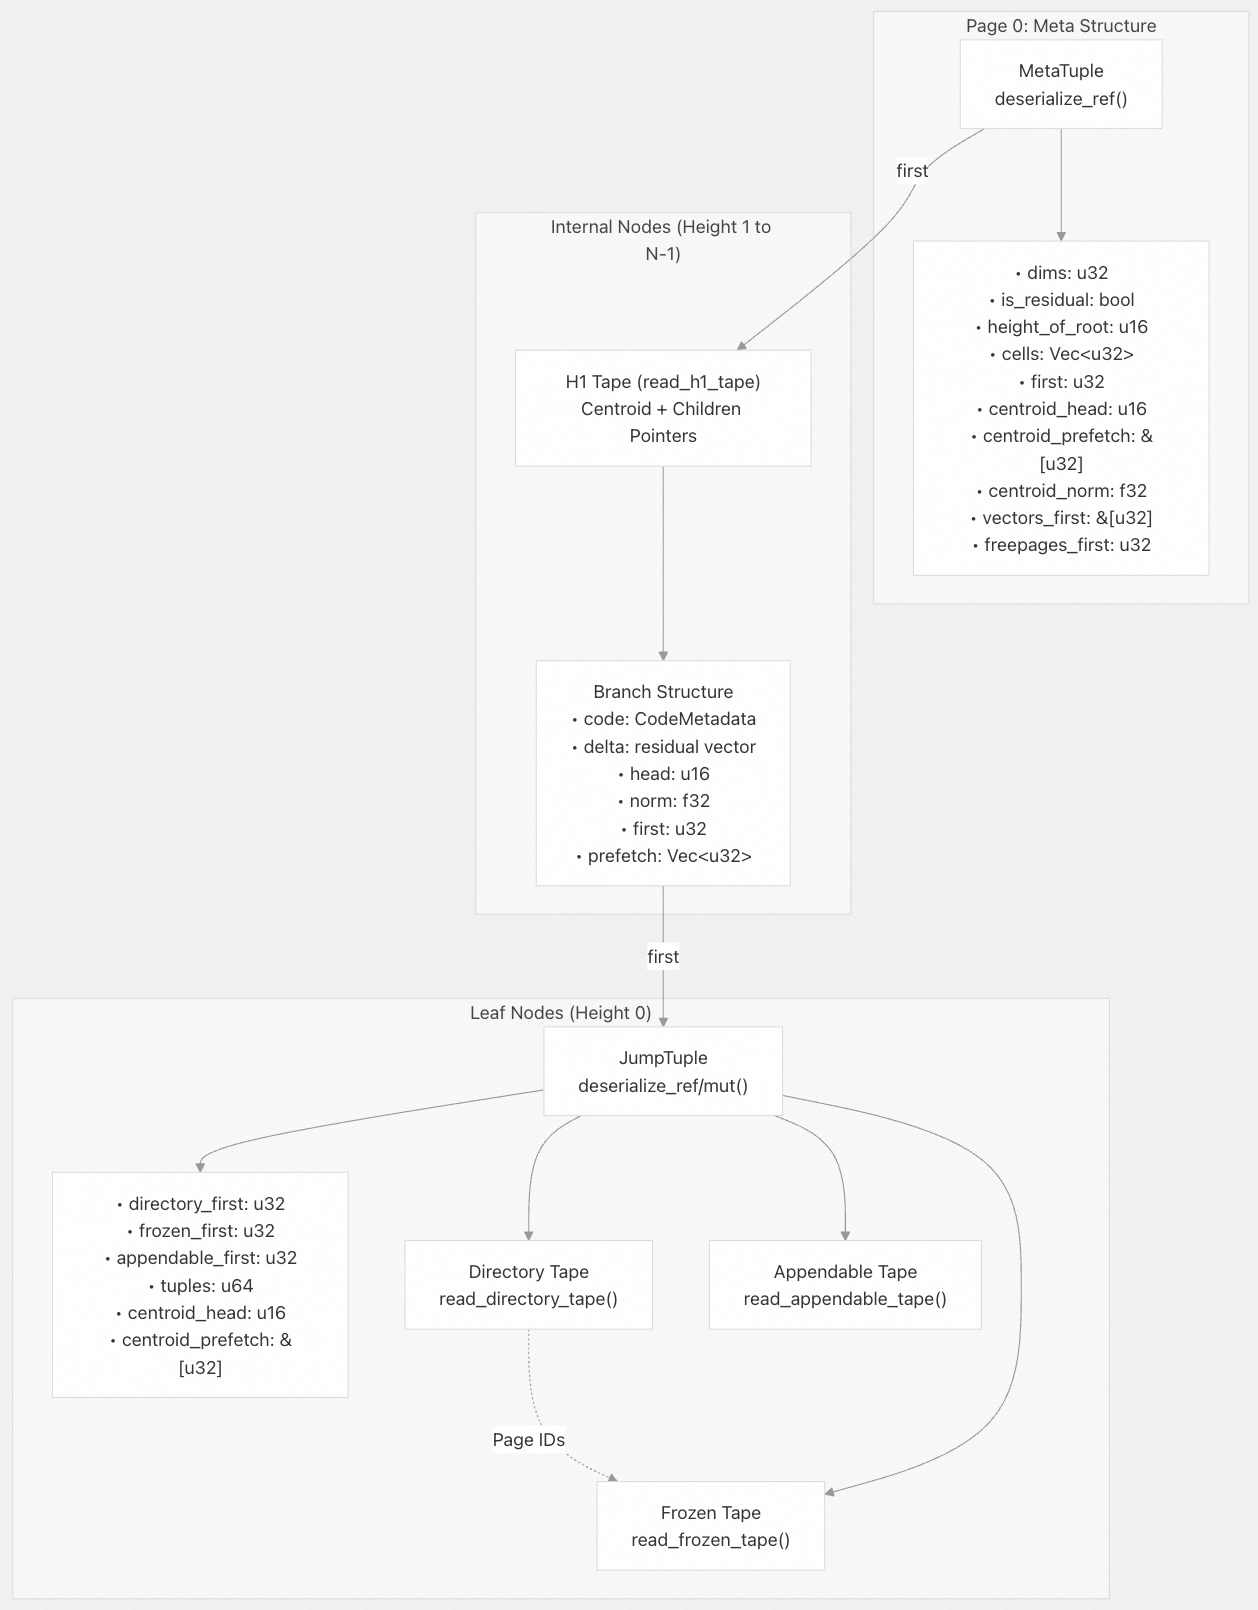 Page 0: Meta Structure
MetaTuple
deserialize_ref()
first
• dims: u32
• is_residual: bool
• height_of_root: u16
• cells: Vec<u32>
• first: u32
• centroid_head: u16
• centroid_prefetch: &
[u32]
• centroid_norm: f32
• vectors_first: &[u32]
• freepages_first: u32
Internal Nodes (Height 1 to
N-1)
H1 Tape (read_h1_tape)
Centroid + Children
Pointers
Branch Structure
• code: CodeMetadata
• delta: residual vector
• head: u16
• norm: f32
• first: u32
• prefetch: Vec<u32>
first
Leaf Nodes (Height 0)
JumpTuple
deserialize_ref/mut()
• directory_first: u32
• frozen_first: u32
• appendable_first: u32
• tuples: u64
• centroid_head: u16
• centroid_prefetch: &
[u32]
Directory Tape
read_directory_tape()
Appendable Tape
read_appendable_tape()
Page IDs
Frozen Tape
read_frozen_tape()